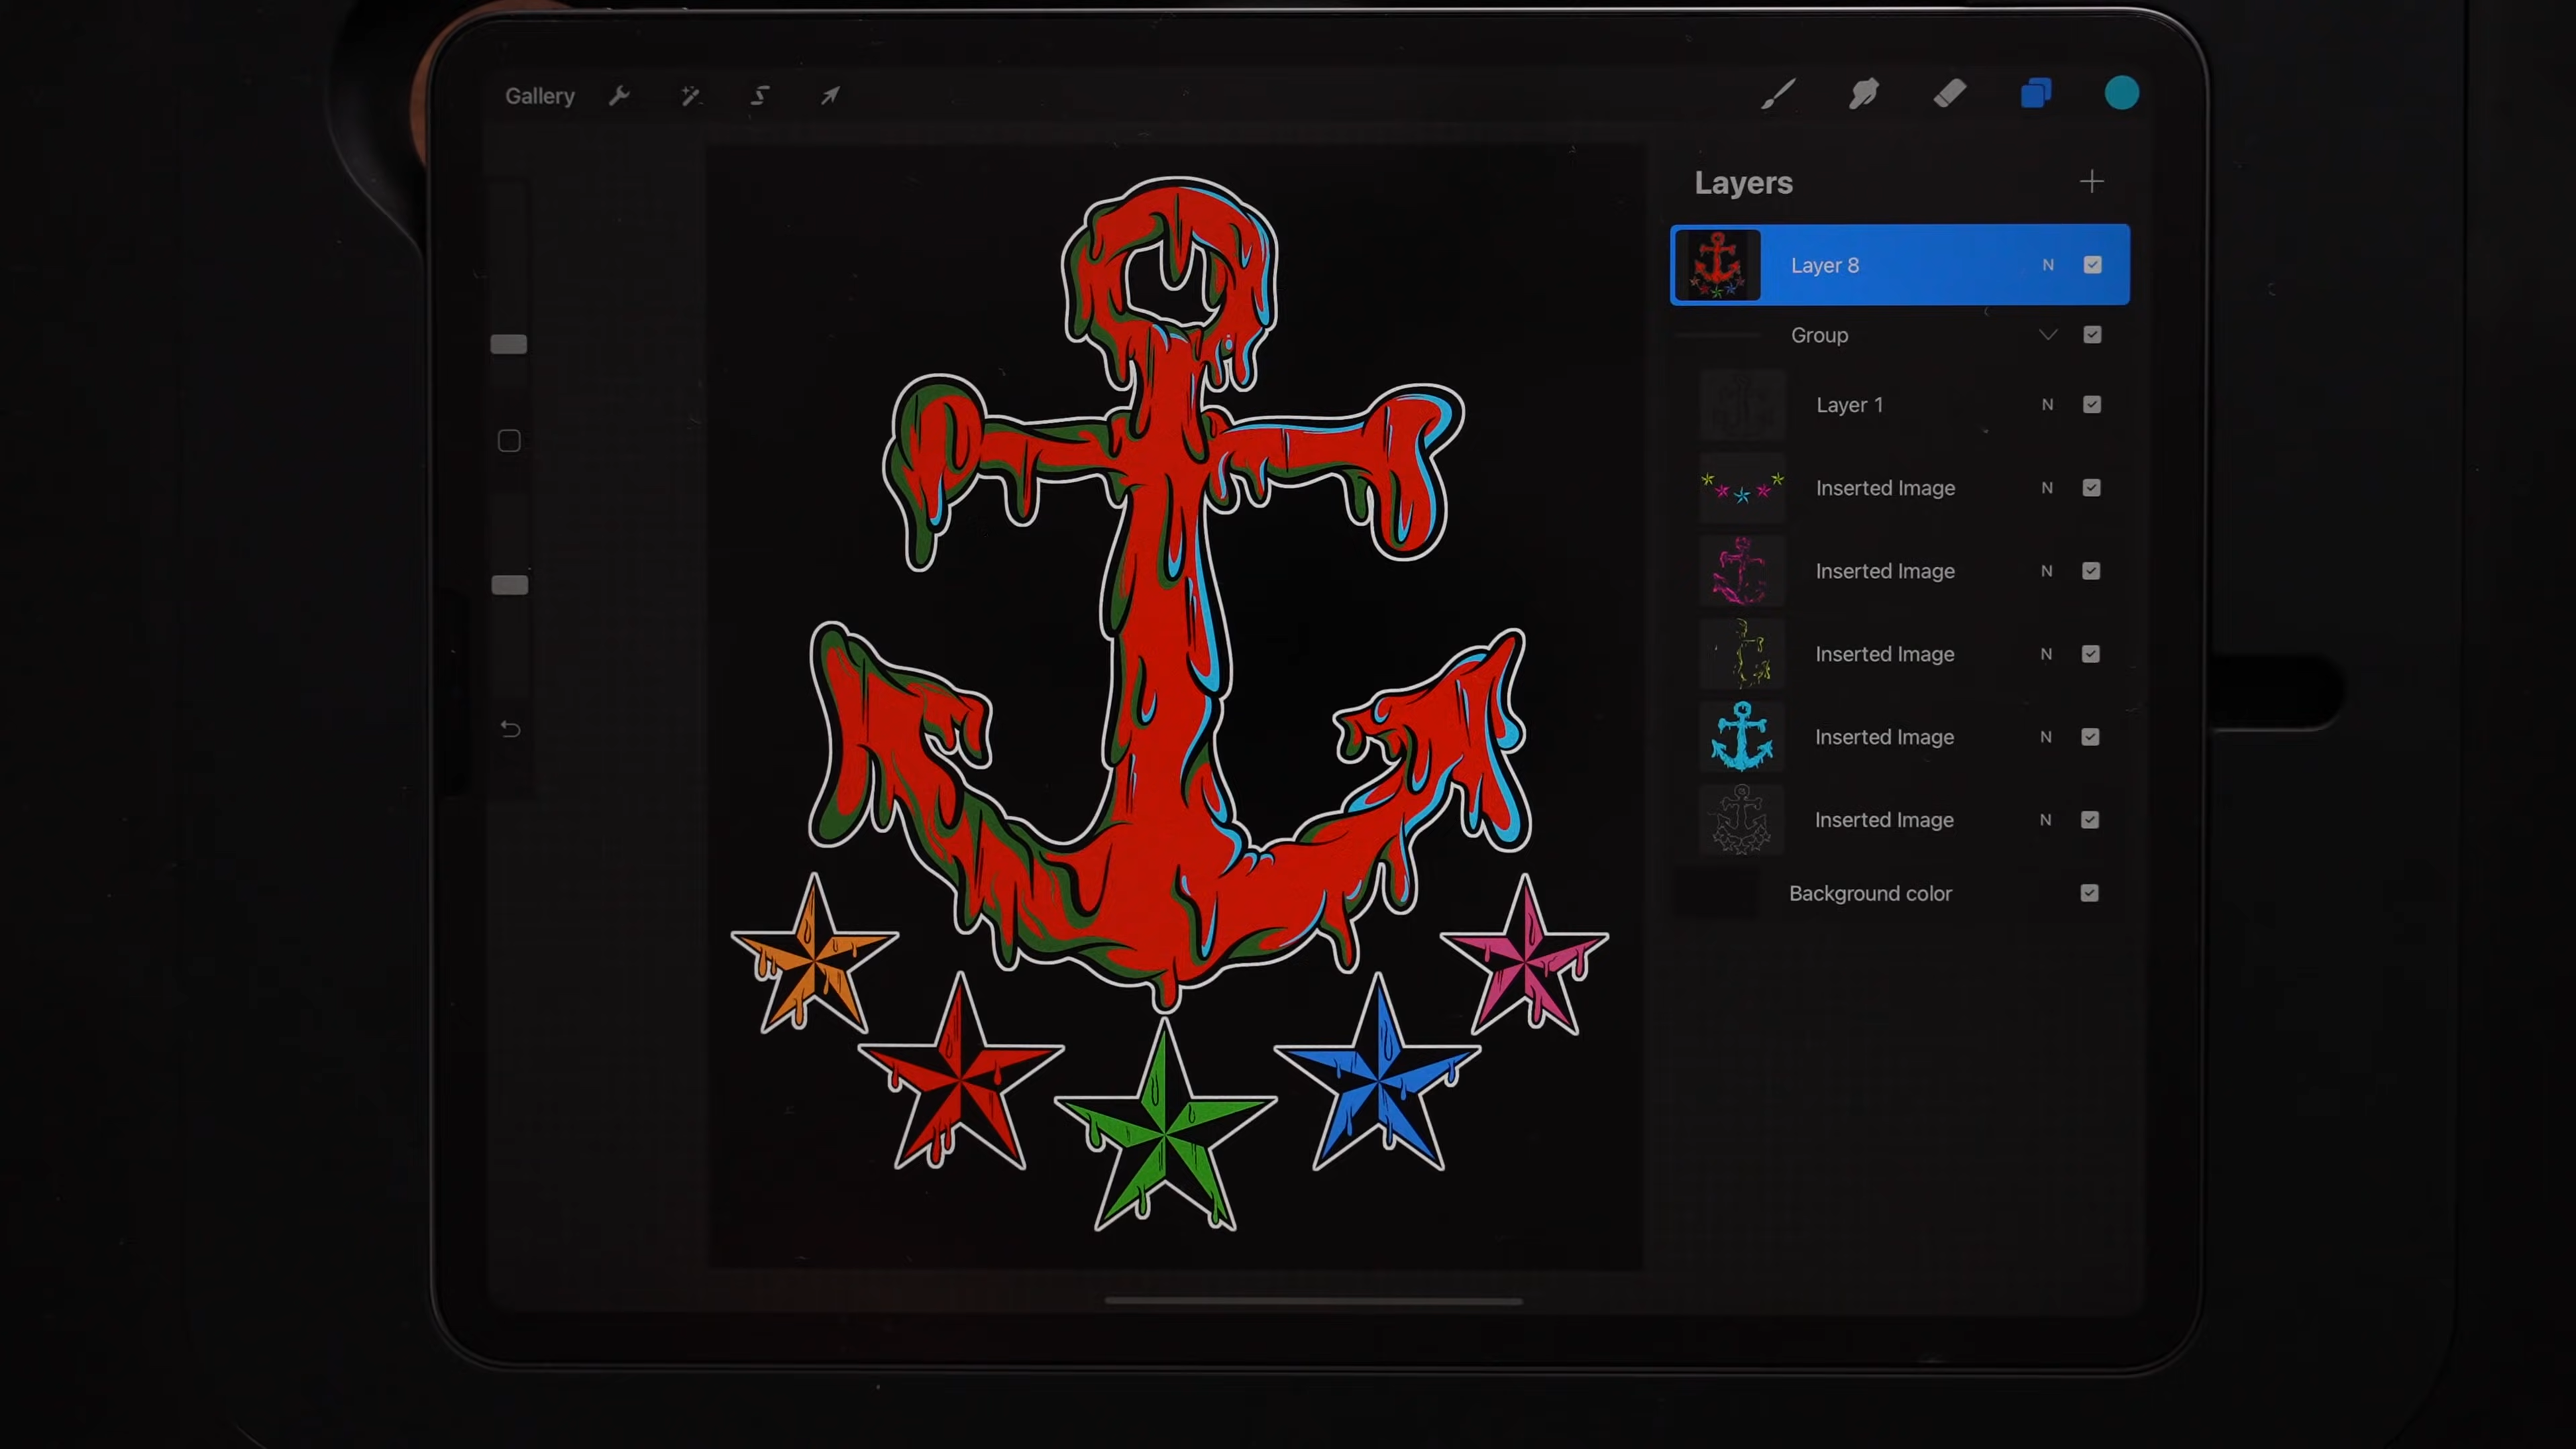 Gallery
Layers
Layer 8 N
Group
Layer 1 N
Inserted Image N
Inserted Image N
Inserted Image N
Inserted Image N
Inserted Image N
Background color